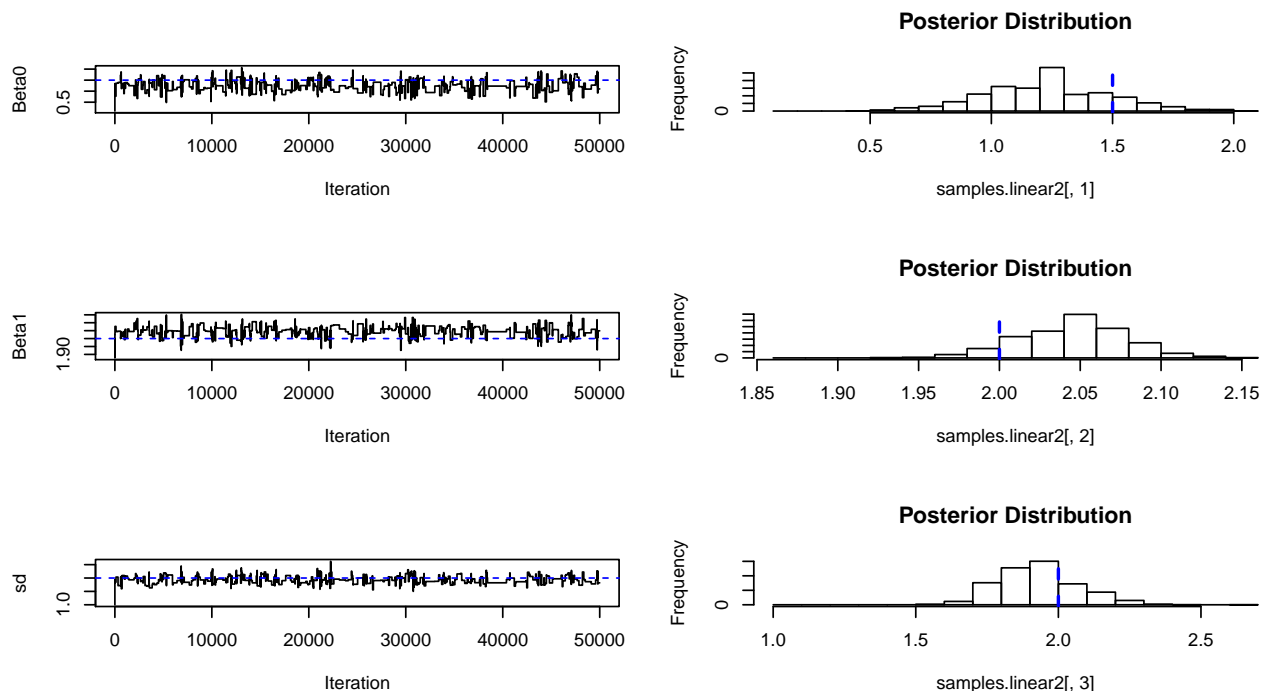 Beta0
0.5
0 10000 20000 30000 40000 50000
Iteration
Posterior Distribution
Frequency
0
0.5 1.0 1.5 2.0
samples.linear2[, 1]
Beta1
1.90
0 10000 20000 30000 40000 50000
Iteration
Posterior Distribution
Frequency
0
1.85 1.90 1.95 2.00 2.05 2.10 2.15
samples.linear2[, 2]
sd
1.0
0 10000 20000 30000 40000 50000
Iteration
Posterior Distribution
Frequency
0
1.0 1.5 2.0 2.5
samples.linear2[, 3]